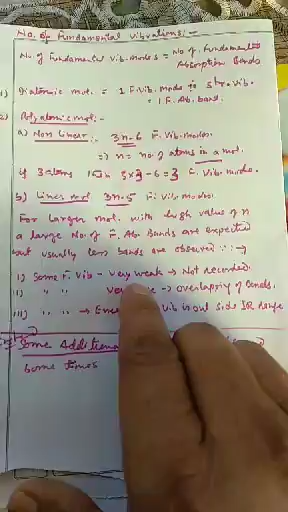 No. of Fundamental Vibrations:-
No. of Fundamental Vib. modes = No. of Fundamental
Absorption Bands
1) Diatomic mol. = 1 F. Vib. mode is str. vib.
= 1 F. Ab. band.
2) Polyatomic mol:-
a) Non Linear:- 3n-6 F. Vib. modes
=> n = no. of atoms in a mol.
if 3 atoms 3x3-6=3 F. Vib. modes.
b) Linear mol 3n-5 F. Vib. modes.
For larger mol. with high value of n
a large No. of F. Ab. Bands are expected
but usually less bands are observed :-
i) Some F. Vib - very weak → Not recorded.
ii) " " " very → overlapping of bands.
iii) " " " → Vib is out side IR range
Some Additional
Some times